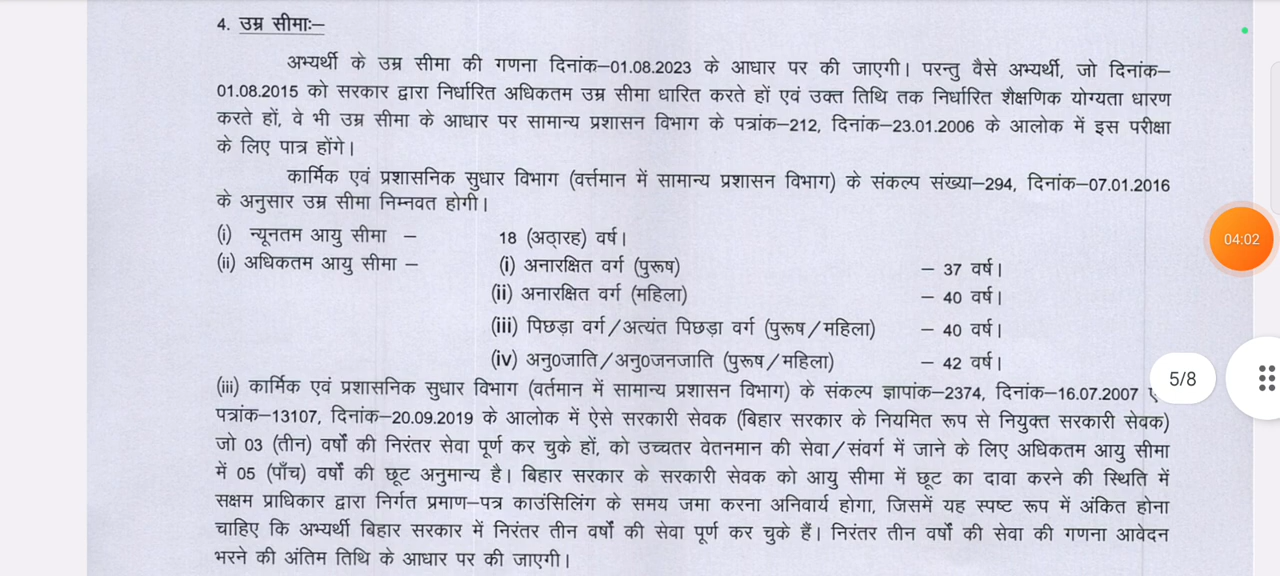 4. उम्र सीमाः–
अभ्यर्थी के उम्र सीमा की गणना दिनांक–01.08.2023 के आधार पर की जाएगी। परन्तु वैसे अभ्यर्थी, जो दिनांक–
01.08.2015 को सरकार द्वारा निर्धारित अधिकतम उम्र सीमा धारित करते हों एवं उक्त तिथि तक निर्धारित शैक्षणिक योग्यता धारण
करते हों, वे भी उम्र सीमा के आधार पर सामान्य प्रशासन विभाग के पत्रांक–212, दिनांक–23.01.2006 के आलोक में इस परीक्षा
के लिए पात्र होंगे।
कार्मिक एवं प्रशासनिक सुधार विभाग (वर्त्तमान में सामान्य प्रशासन विभाग) के संकल्प संख्या–294, दिनांक–07.01.2016
के अनुसार उम्र सीमा निम्नवत होगी।
(i) न्यूनतम आयु सीमा – 18 (अठ्ारह) वर्ष।
04:02
(ii) अधिकतम आयु सीमा – (i) अनारक्षित वर्ग (पुरूष) – 37 वर्ष।
(ii) अनारक्षित वर्ग (महिला) – 40 वर्ष।
(iii) पिछड़ा वर्ग/अत्यंत पिछड़ा वर्ग (पुरूष/महिला) – 40 वर्ष।
(iv) अनु0जाति/अनु0जनजाति (पुरूष/महिला) – 42 वर्ष।
5/8
(iii) कार्मिक एवं प्रशासनिक सुधार विभाग (वर्तमान में सामान्य प्रशासन विभाग) के संकल्प ज्ञापांक–2374, दिनांक–16.07.2007
पत्रांक–13107, दिनांक–20.09.2019 के आलोक में ऐसे सरकारी सेवक (बिहार सरकार के नियमित रूप से नियुक्त सरकारी सेवक)
जो 03 (तीन) वर्षों की निरंतर सेवा पूर्ण कर चुके हों, को उच्चतर वेतनमान की सेवा/संवर्ग में जाने के लिए अधिकतम आयु सीमा
में 05 (पाँच) वर्षों की छूट अनुमान्य है। बिहार सरकार के सरकारी सेवक को आयु सीमा में छूट का दावा करने की स्थिति में
सक्षम प्राधिकार द्वारा निर्गत प्रमाण–पत्र काउंसिलिंग के समय जमा करना अनिवार्य होगा, जिसमें यह स्पष्ट रूप में अंकित होना
चाहिए कि अभ्यर्थी बिहार सरकार में निरंतर तीन वर्षों की सेवा पूर्ण कर चुके हैं। निरंतर तीन वर्षों की सेवा की गणना आवेदन
भरने की अंतिम तिथि के आधार पर की जाएगी।